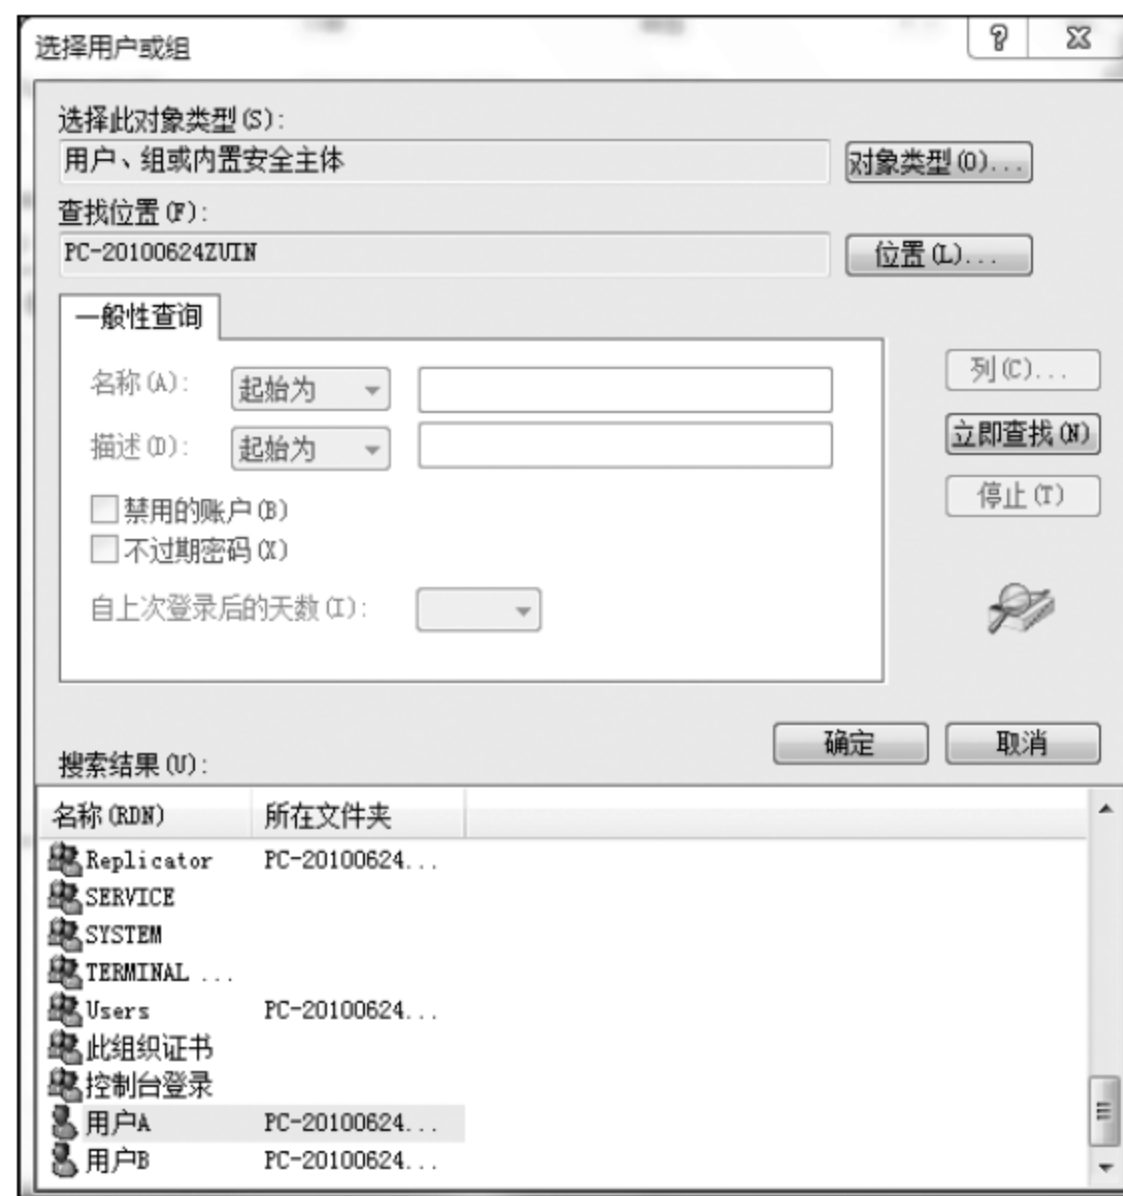 选择用户或组
选择此对象类型(S):
用户、组或内置安全主体
对象类型(O)...
查找位置(F):
PC-20100624ZUIN
位置(L)...
一般性查询
名称(A): 起始为
列(C)...
描述(D): 起始为
立即查找(N)
停止(T)
禁用的账户(B)
不过期密码(X)
自上次登录后的天数(I):
确定 取消
搜索结果(U):
名称(RDN) 所在文件夹
Replicator PC-20100624...
SERVICE
SYSTEM
TERMINAL ...
Users PC-20100624...
此组织证书
控制台登录
用户A PC-20100624...
用户B PC-20100624...